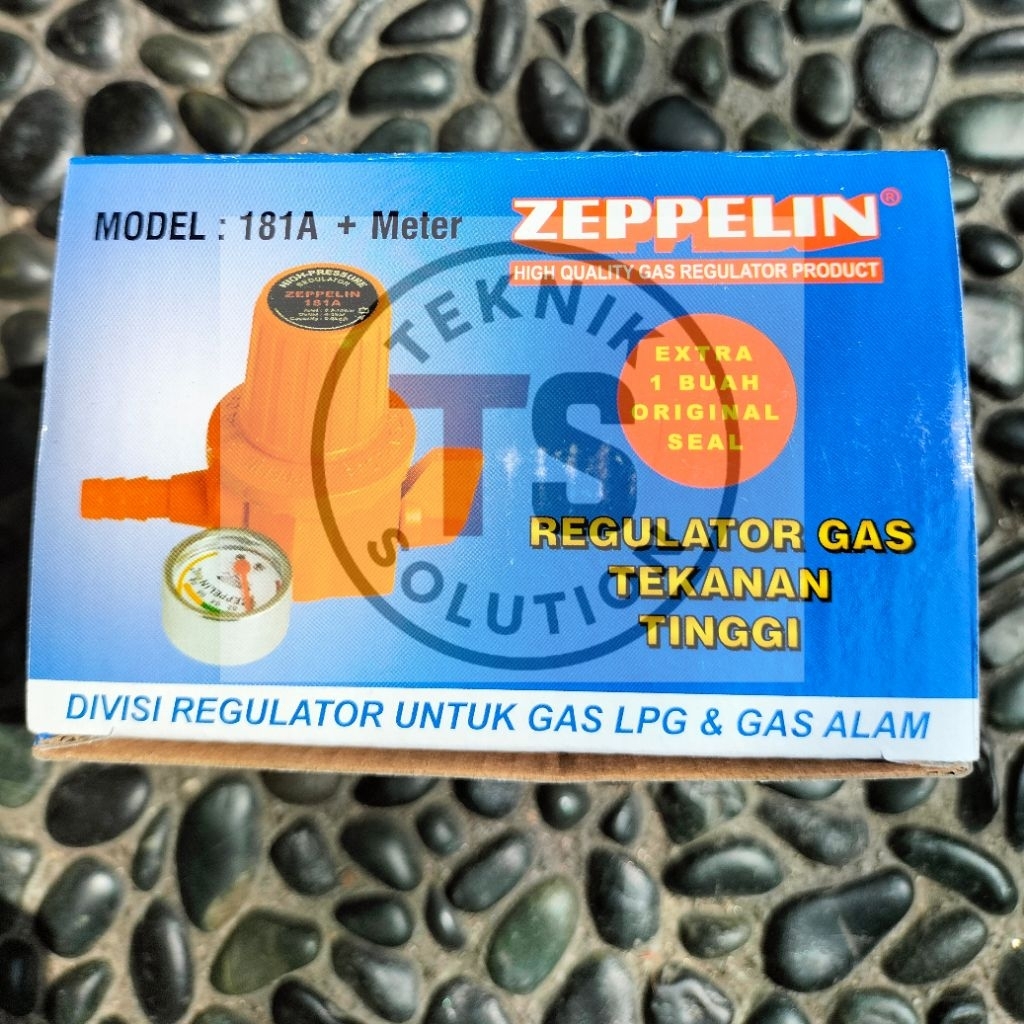 MODEL : 181A + Meter
ZEPPELIN®
HIGH QUALITY GAS REGULATOR PRODUCT
HIGH-PRESSURE
REGULATOR
ZEPPELIN
181A
TEKNIK
TS
SOLUTION
EXTRA
1 BUAH
ORIGINAL
SEAL
REGULATOR GAS
TEKANAN
TINGGI
ZEPPELIN
DIVISI REGULATOR UNTUK GAS LPG & GAS ALAM